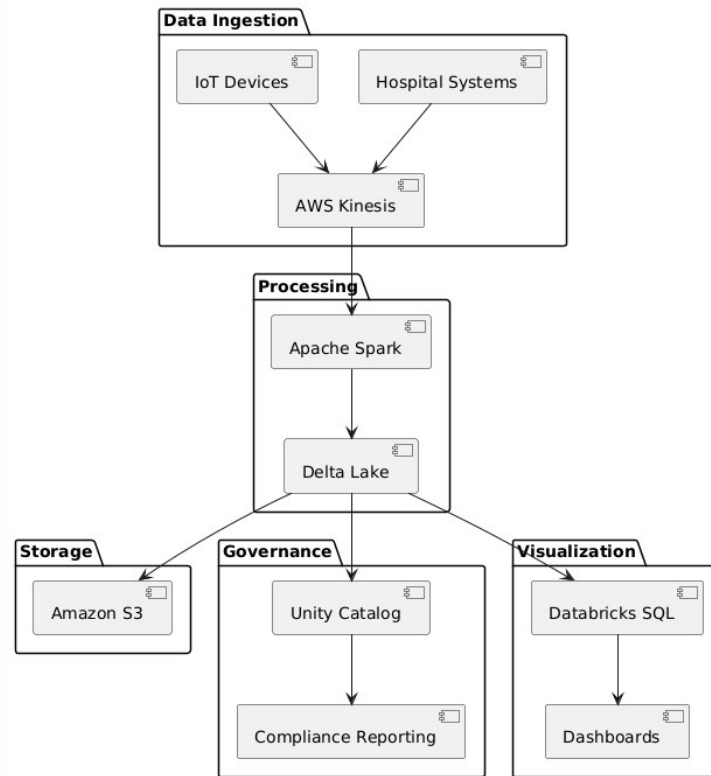 Data Ingestion
IoT Devices
Hospital Systems
AWS Kinesis
Processing
Apache Spark
Delta Lake
Storage
Governance
Visualization
Amazon S3
Unity Catalog
Databricks SQL
Compliance Reporting
Dashboards